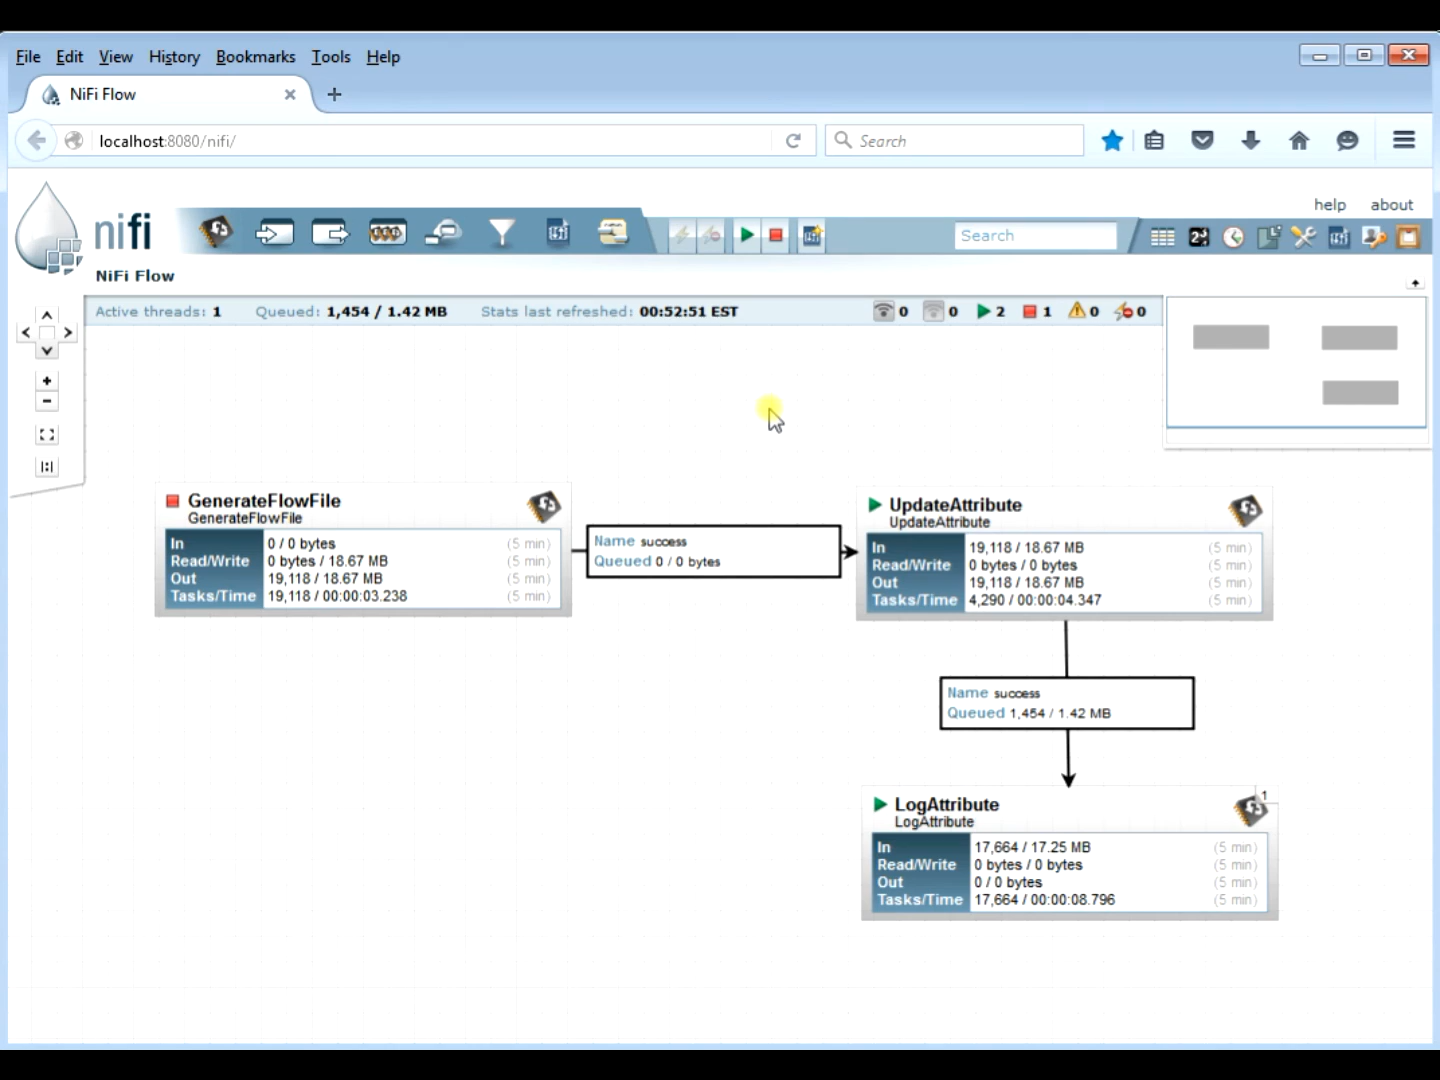 File Edit View History Bookmarks Tools Help
NiFi Flow
localhost:8080/nifi/
Search
help about
nifi
Search
NiFi Flow
Active threads: 1 Queued: 1,454 / 1.42 MB Stats last refreshed: 00:52:51 EST 0 0 2 1 0 0
GenerateFlowFile
GenerateFlowFile
In 0 / 0 bytes (5 min)
Read/Write 0 bytes / 18.67 MB (5 min)
Out 19,118 / 18.67 MB (5 min)
Tasks/Time 19,118 / 00:00:03.238 (5 min)
Name success
Queued 0 / 0 bytes
UpdateAttribute
UpdateAttribute
In 19,118 / 18.67 MB (5 min)
Read/Write 0 bytes / 0 bytes (5 min)
Out 19,118 / 18.67 MB (5 min)
Tasks/Time 4,290 / 00:00:04.347 (5 min)
Name success
Queued 1,454 / 1.42 MB
LogAttribute 1
LogAttribute
In 17,664 / 17.25 MB (5 min)
Read/Write 0 bytes / 0 bytes (5 min)
Out 0 / 0 bytes (5 min)
Tasks/Time 17,664 / 00:00:08.796 (5 min)